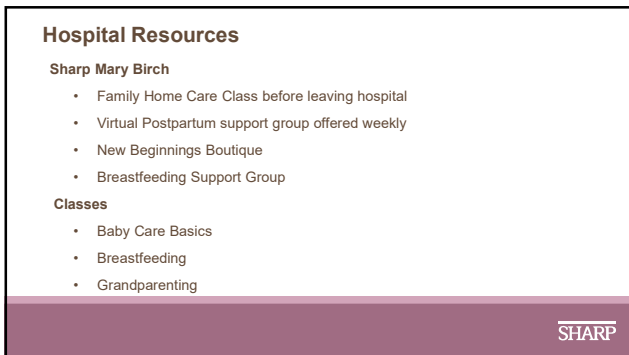 Hospital Resources
Sharp Mary Birch
• Family Home Care Class before leaving hospital
• Virtual Postpartum support group offered weekly
• New Beginnings Boutique
• Breastfeeding Support Group
Classes
• Baby Care Basics
• Breastfeeding
• Grandparenting
SHARP